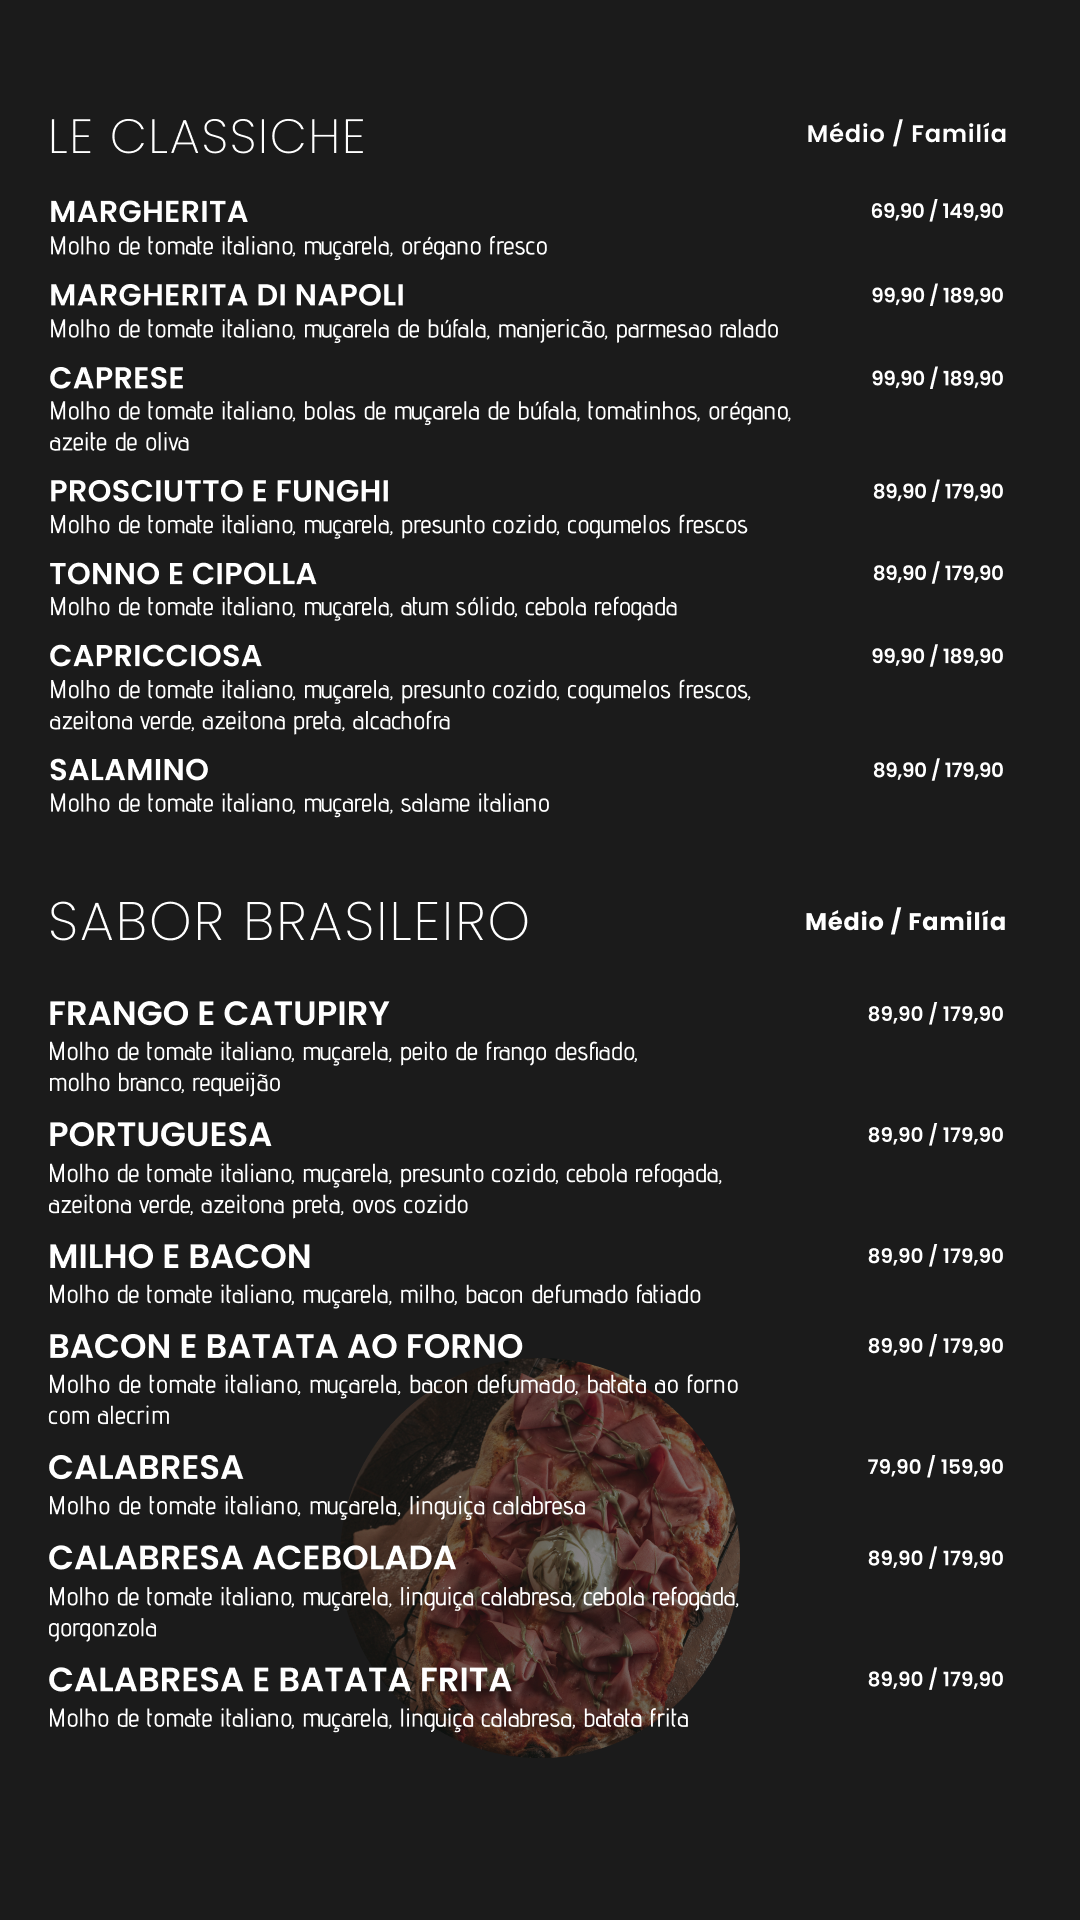 LE CLASSICHE
Médio / Familía
MARGHERITA
69,90 / 149,90
Molho de tomate italiano, muçarela, orégano fresco
MARGHERITA DI NAPOLI
99,90 / 189,90
Molho de tomate italiano, muçarela de búfala, manjericão, parmesao ralado
CAPRESE
99,90 / 189,90
Molho de tomate italiano, bolas de muçarela de búfala, tomatinhos, orégano,
azeite de oliva
PROSCIUTTO E FUNGHI
89,90 / 179,90
Molho de tomate italiano, muçarela, presunto cozido, cogumelos frescos
TONNO E CIPOLLA
89,90 / 179,90
Molho de tomate italiano, muçarela, atum sólido, cebola refogada
CAPRICCIOSA
99,90 / 189,90
Molho de tomate italiano, muçarela, presunto cozido, cogumelos frescos,
azeitona verde, azeitona preta, alcachofra
SALAMINO
89,90 / 179,90
Molho de tomate italiano, muçarela, salame italiano
SABOR BRASILEIRO
Médio / Familía
FRANGO E CATUPIRY
89,90 / 179,90
Molho de tomate italiano, muçarela, peito de frango desfiado,
molho branco, requeijão
PORTUGUESA
89,90 / 179,90
Molho de tomate italiano, muçarela, presunto cozido, cebola refogada,
azeitona verde, azeitona preta, ovos cozido
MILHO E BACON
89,90 / 179,90
Molho de tomate italiano, muçarela, milho, bacon defumado fatiado
BACON E BATATA AO FORNO
89,90 / 179,90
Molho de tomate italiano, muçarela, bacon defumado, batata ao forno
com alecrim
CALABRESA
79,90 / 159,90
Molho de tomate italiano, muçarela, linguiça calabresa
CALABRESA ACEBOLADA
89,90 / 179,90
Molho de tomate italiano, muçarela, linguiça calabresa, cebola refogada,
gorgonzola
CALABRESA E BATATA FRITA
89,90 / 179,90
Molho de tomate italiano, muçarela, linguiça calabresa, batata frita